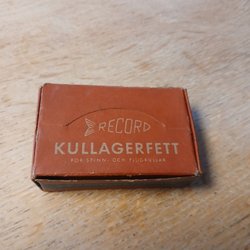 RECORD
KULLAGERFETT
FÖR SPINN- OCH FLUGRULLAR